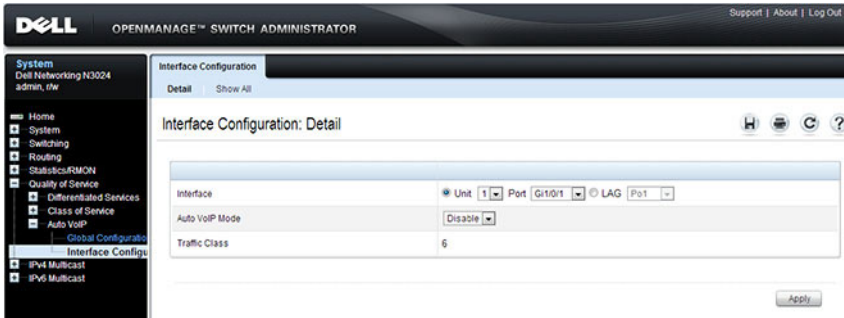 Support | About | Log Out
DELL OPENMANAGE™ SWITCH ADMINISTRATOR
System
Dell Networking N3024
admin, r/w
Home
System
Switching
Routing
Statistics/RMON
Quality of Service
Differentiated Services
Class of Service
Auto VoIP
Global Configuratio
Interface Configu
IPv4 Multicast
IPv6 Multicast
Interface Configuration
Detail Show All
Interface Configuration: Detail
?
Interface Unit 1 Port Gi1/0/1 LAG Po1
Auto VoIP Mode Disable
Traffic Class 6
Apply